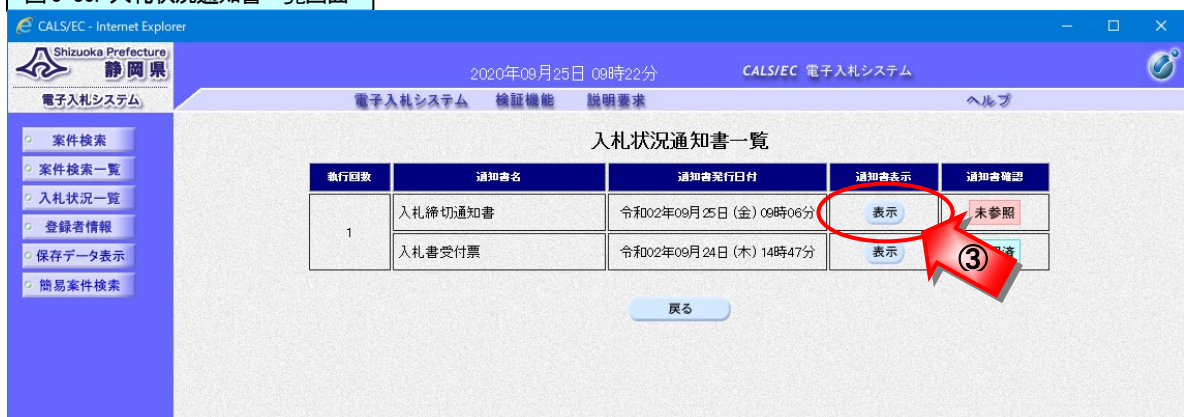 入札状況通知書一覧画面
CALS/EC - Internet Explorer
Shizuoka Prefecture
静岡県
2020年09月25日 09時22分
CALS/EC 電子入札システム
電子入札システム
電子入札システム 検証機能 説明要求 ヘルプ
案件検索
案件検索一覧
入札状況一覧
登録者情報
保存データ表示
簡易案件検索
入札状況通知書一覧
執行回数 通知書名 通知書発行日付 通知書表示 通知書確認
1
入札締切通知書 令和02年09月25日 (金) 09時06分 表示 未参照
入札書受付票 令和02年09月24日 (木) 14時47分 表示 済
③
戻る